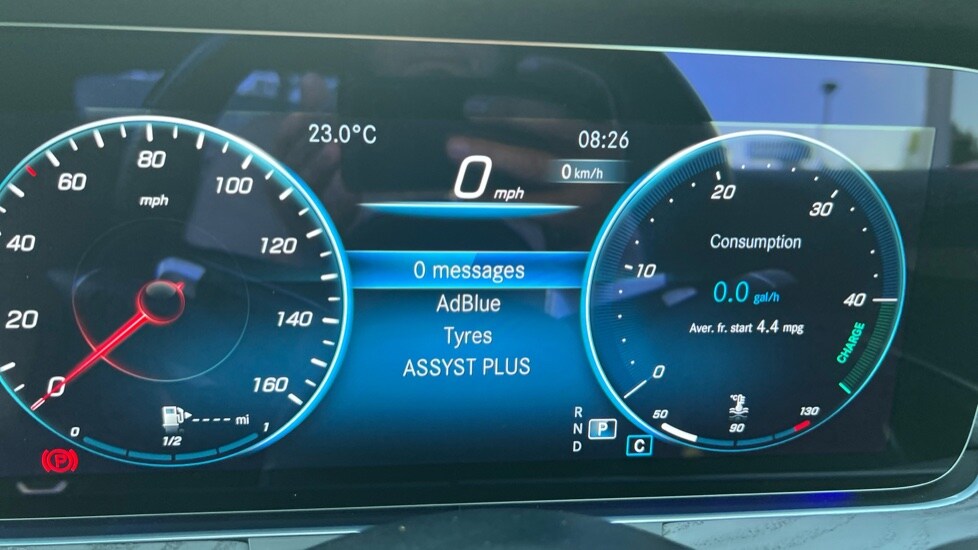 23.0°C
08:26
0 mph
0 km/h
0
20
40
60
80
100
120
140
160
mph
0 messages
AdBlue
Tyres
ASSYST PLUS
0
10
20
30
40
Consumption
0.0 gal/h
Aver. fr. start 4.4 mpg
CHARGE
----- mi
0
1/2
1
R
N
D
P
C
°C/°F
50
90
130
(P)